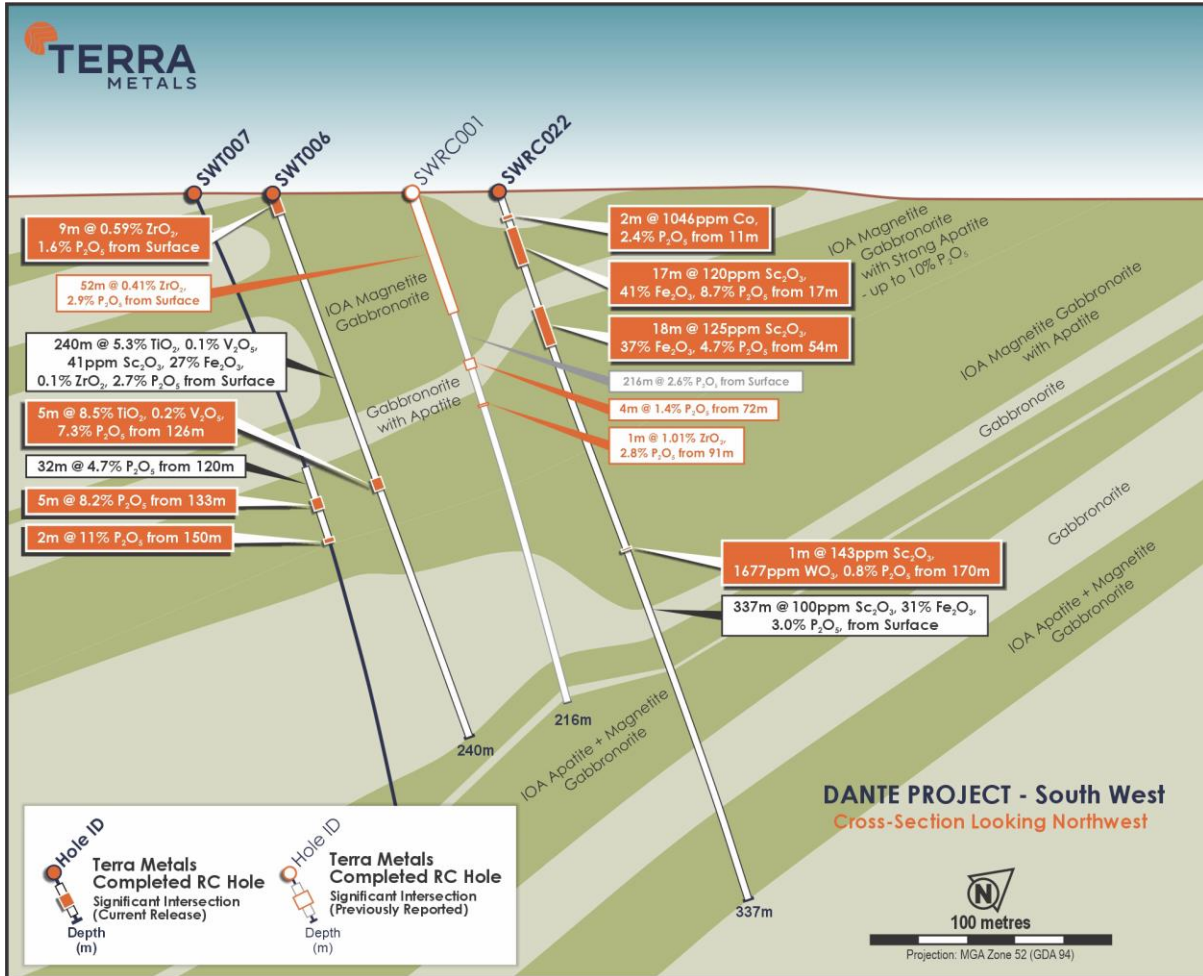 TERRA
METALS
SWT007
SWT006
SWRC001
SWRC022
9m @ 0.59% ZrO₂,
1.6% P₂O₅ from Surface
52m @ 0.41% ZrO₂,
2.9% P₂O₅ from Surface
240m @ 5.3% TiO₂, 0.1% V₂O₅,
41ppm Sc₂O₃, 27% Fe₂O₃,
0.1% ZrO₂, 2.7% P₂O₅ from Surface
5m @ 8.5% TiO₂, 0.2% V₂O₅,
7.3% P₂O₅ from 126m
32m @ 4.7% P₂O₅ from 120m
5m @ 8.2% P₂O₅ from 133m
2m @ 11% P₂O₅ from 150m
IOA Magnetite
Gabbronorite
Gabbronorite
with Apatite
2m @ 1046ppm Co,
2.4% P₂O₅ from 11m
17m @ 120ppm Sc₂O₃,
41% Fe₂O₃, 8.7% P₂O₅ from 17m
18m @ 125ppm Sc₂O₃,
37% Fe₂O₃, 4.7% P₂O₅ from 54m
216m @ 2.6% P₂O₅ from Surface
4m @ 1.4% P₂O₅ from 72m
1m @ 1.01% ZrO₂,
2.8% P₂O₅ from 91m
1m @ 143ppm Sc₂O₃,
1677ppm WO₃, 0.8% P₂O₅ from 170m
337m @ 100ppm Sc₂O₃, 31% Fe₂O₃,
3.0% P₂O₅, from Surface
IOA Magnetite
Gabbronorite
with Strong Apatite
- up to 10% P₂O₅
IOA Magnetite Gabbronorite
with Apatite
Gabbronorite
Gabbronorite
IOA Apatite + Magnetite
Gabbronorite
IOA Apatite + Magnetite
Gabbronorite
240m
216m
337m
DANTE PROJECT - South West
Cross-Section Looking Northwest
N
100 metres
Projection: MGA Zone 52 (GDA 94)
Hole ID
Terra Metals
Completed RC Hole
Significant Intersection
(Current Release)
Depth
(m)
Hole ID
Terra Metals
Completed RC Hole
Significant Intersection
(Previously Reported)
Depth
(m)